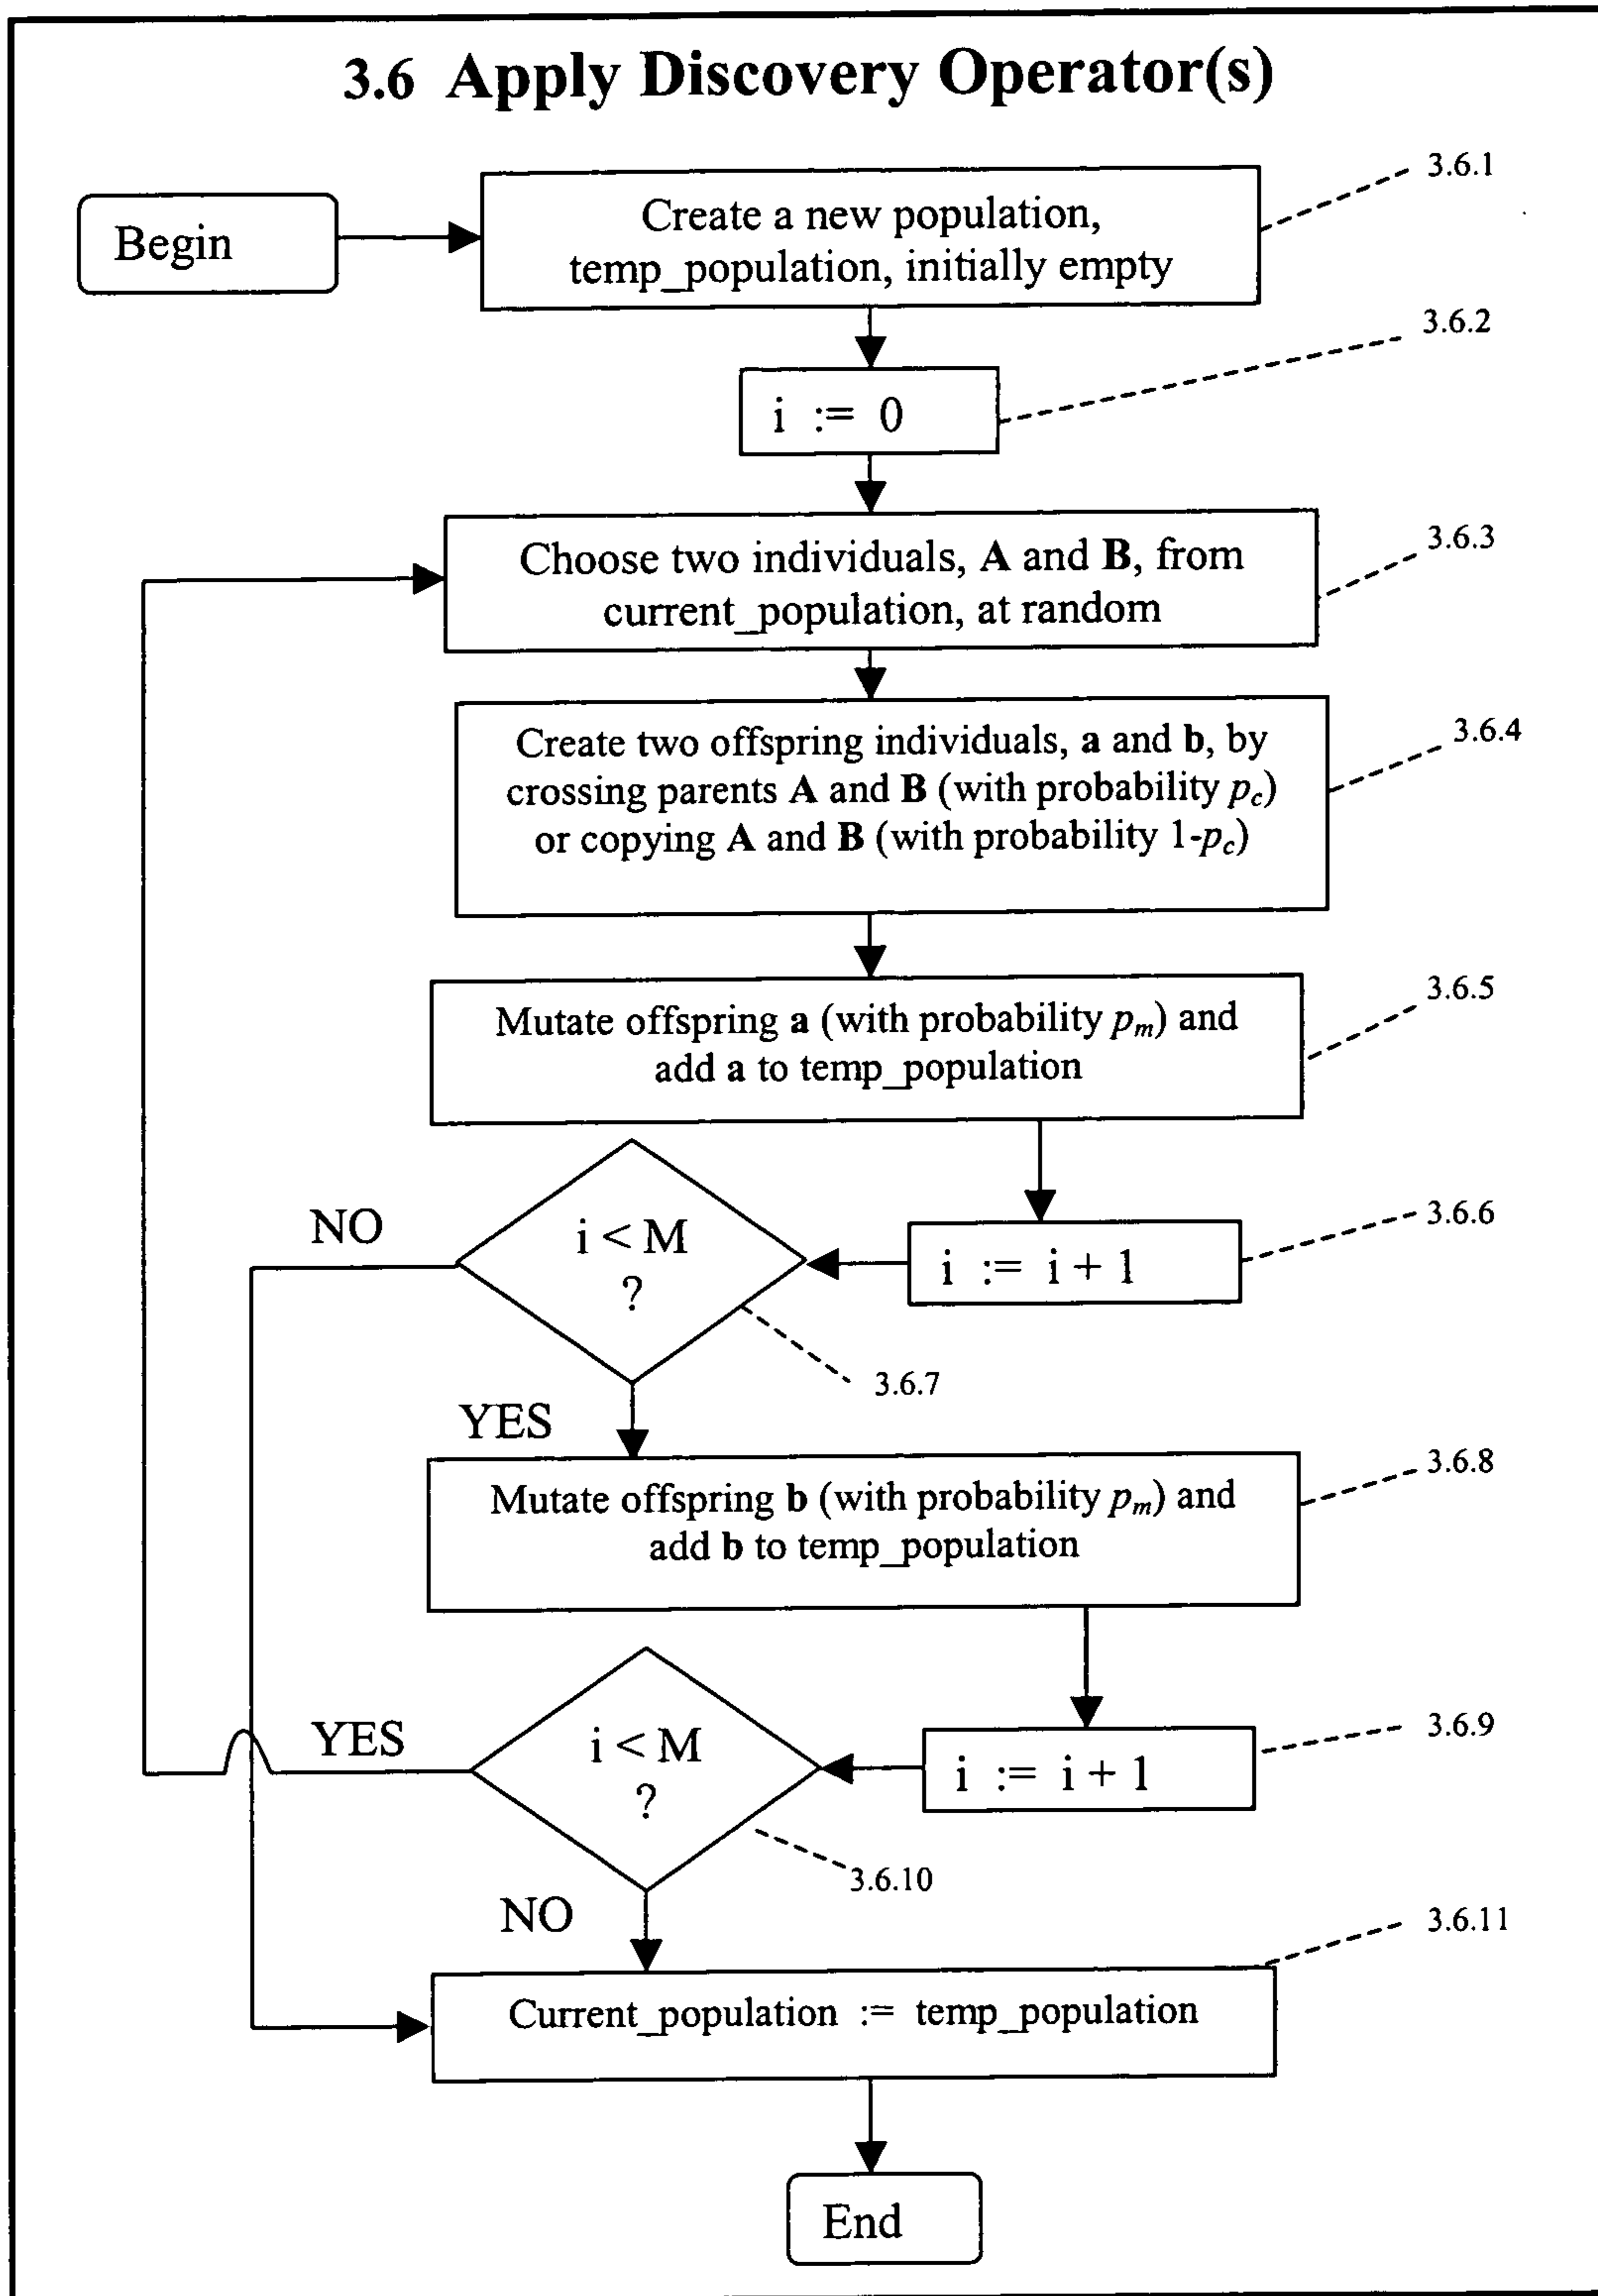 3.6 Apply Discovery Operator(s)
3.6.1
Begin
Create a new population,
temp_population, initially empty
3.6.2
i := 0
3.6.3
Choose two individuals, A and B, from
current_population, at random
3.6.4
Create two offspring individuals, a and b, by
crossing parents A and B (with probability p_c)
or copying A and B (with probability 1-p_c)
3.6.5
Mutate offspring a (with probability p_m) and
add a to temp_population
3.6.6
NO
i < M
?
i := i + 1
3.6.7
YES
3.6.8
Mutate offspring b (with probability p_m) and
add b to temp_population
3.6.9
YES
i < M
?
i := i + 1
3.6.10
NO
3.6.11
Current_population := temp_population
End